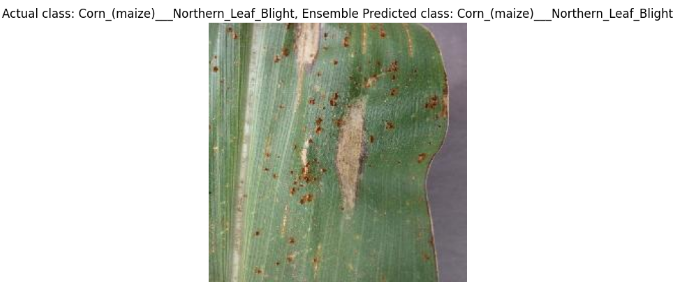 Actual class: Corn_(maize)___Northern_Leaf_Blight, Ensemble Predicted class: Corn_(maize)___Northern_Leaf_Blight